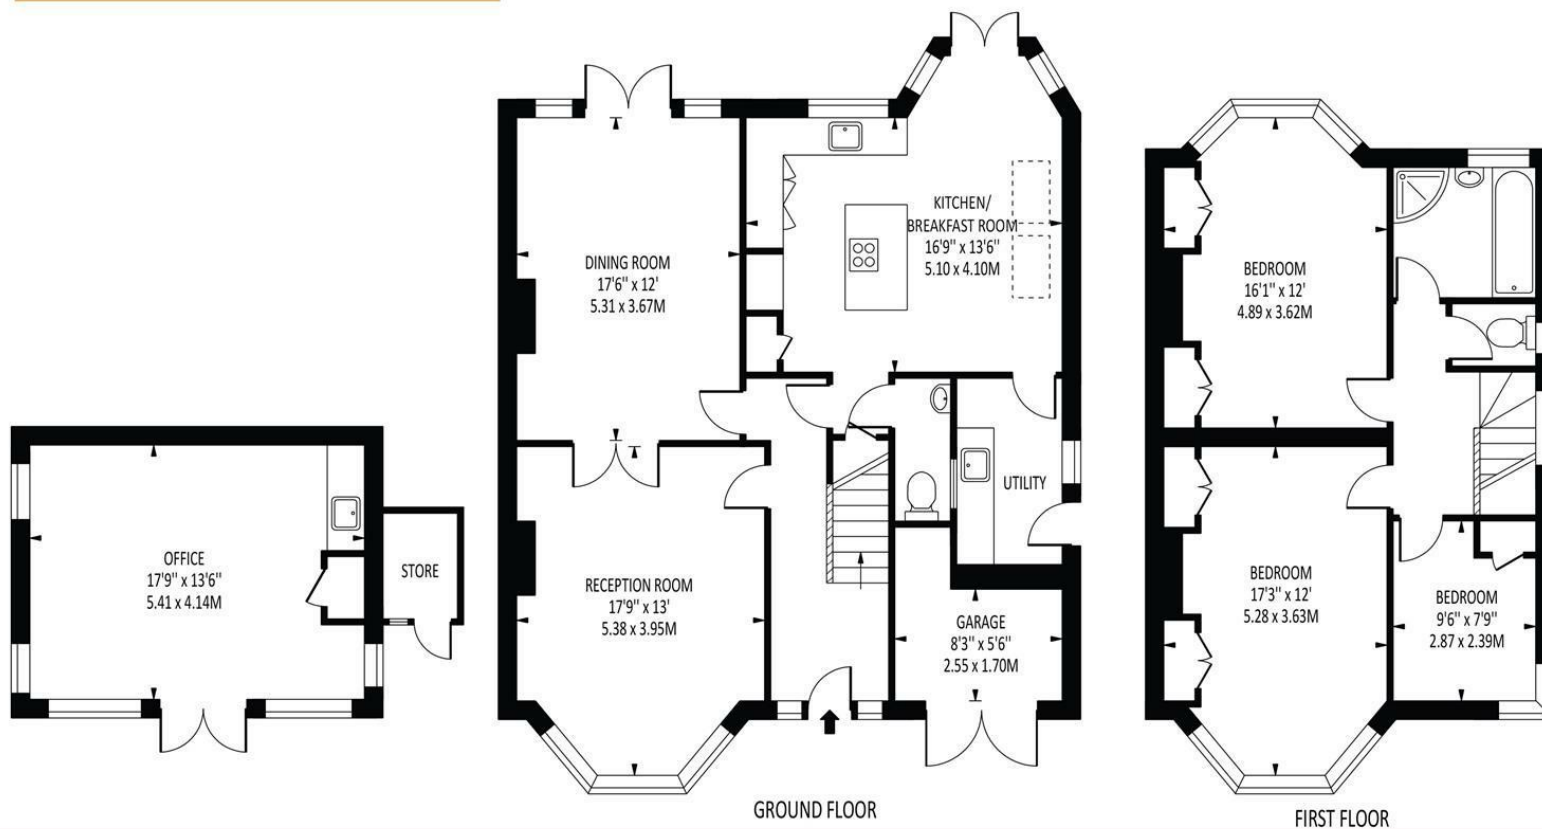 OFFICE
17'9" x 13'6"
5.41 x 4.14M
STORE
DINING ROOM
17'6" x 12'
5.31 x 3.67M
KITCHEN/
BREAKFAST ROOM
16'9" x 13'6"
5.10 x 4.10M
UTILITY
RECEPTION ROOM
17'9" x 13'
5.38 x 3.95M
GARAGE
8'3" x 5'6"
2.55 x 1.70M
GROUND FLOOR
BEDROOM
16'1" x 12'
4.89 x 3.62M
BEDROOM
17'3" x 12'
5.28 x 3.63M
BEDROOM
9'6" x 7'9"
2.87 x 2.39M
FIRST FLOOR